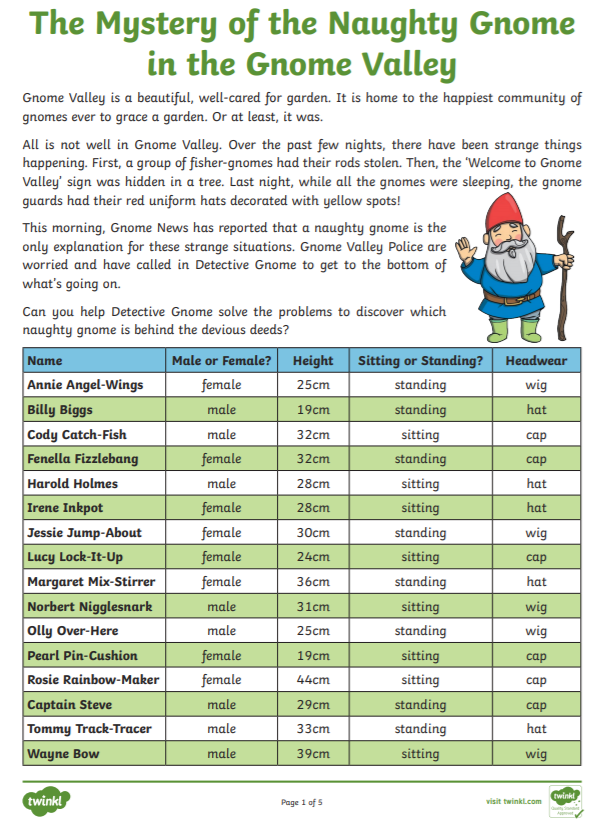 The Mystery of the Naughty Gnome
in the Gnome Valley
Gnome Valley is a beautiful, well-cared for garden. It is home to the happiest community of
gnomes ever to grace a garden. Or at least, it was.
All is not well in Gnome Valley. Over the past few nights, there have been strange things
happening. First, a group of fisher-gnomes had their rods stolen. Then, the 'Welcome to Gnome
Valley' sign was hidden in a tree. Last night, while all the gnomes were sleeping, the gnome
guards had their red uniform hats decorated with yellow spots!
This morning, Gnome News has reported that a naughty gnome is the
only explanation for these strange situations. Gnome Valley Police are
worried and have called in Detective Gnome to get to the bottom of
what's going on.
Can you help Detective Gnome solve the problems to discover which
naughty gnome is behind the devious deeds?
Name Male or Female? Height Sitting or Standing? Headwear
Annie Angel-Wings female 25cm standing wig
Billy Biggs male 19cm standing hat
Cody Catch-Fish male 32cm sitting cap
Fenella Fizzlebang female 32cm standing cap
Harold Holmes male 28cm sitting hat
Irene Inkpot female 28cm sitting hat
Jessie Jump-About female 30cm standing wig
Lucy Lock-It-Up female 24cm sitting cap
Margaret Mix-Stirrer female 36cm standing hat
Norbert Nigglesnark male 31cm sitting wig
Olly Over-Here male 25cm standing wig
Pearl Pin-Cushion female 19cm sitting cap
Rosie Rainbow-Maker female 44cm sitting cap
Captain Steve male 29cm standing cap
Tommy Track-Tracer male 33cm standing hat
Wayne Bow male 39cm sitting wig
twinkl Page 1 of 5 visit twinkl.com twinkl
Quality Standard
Approved